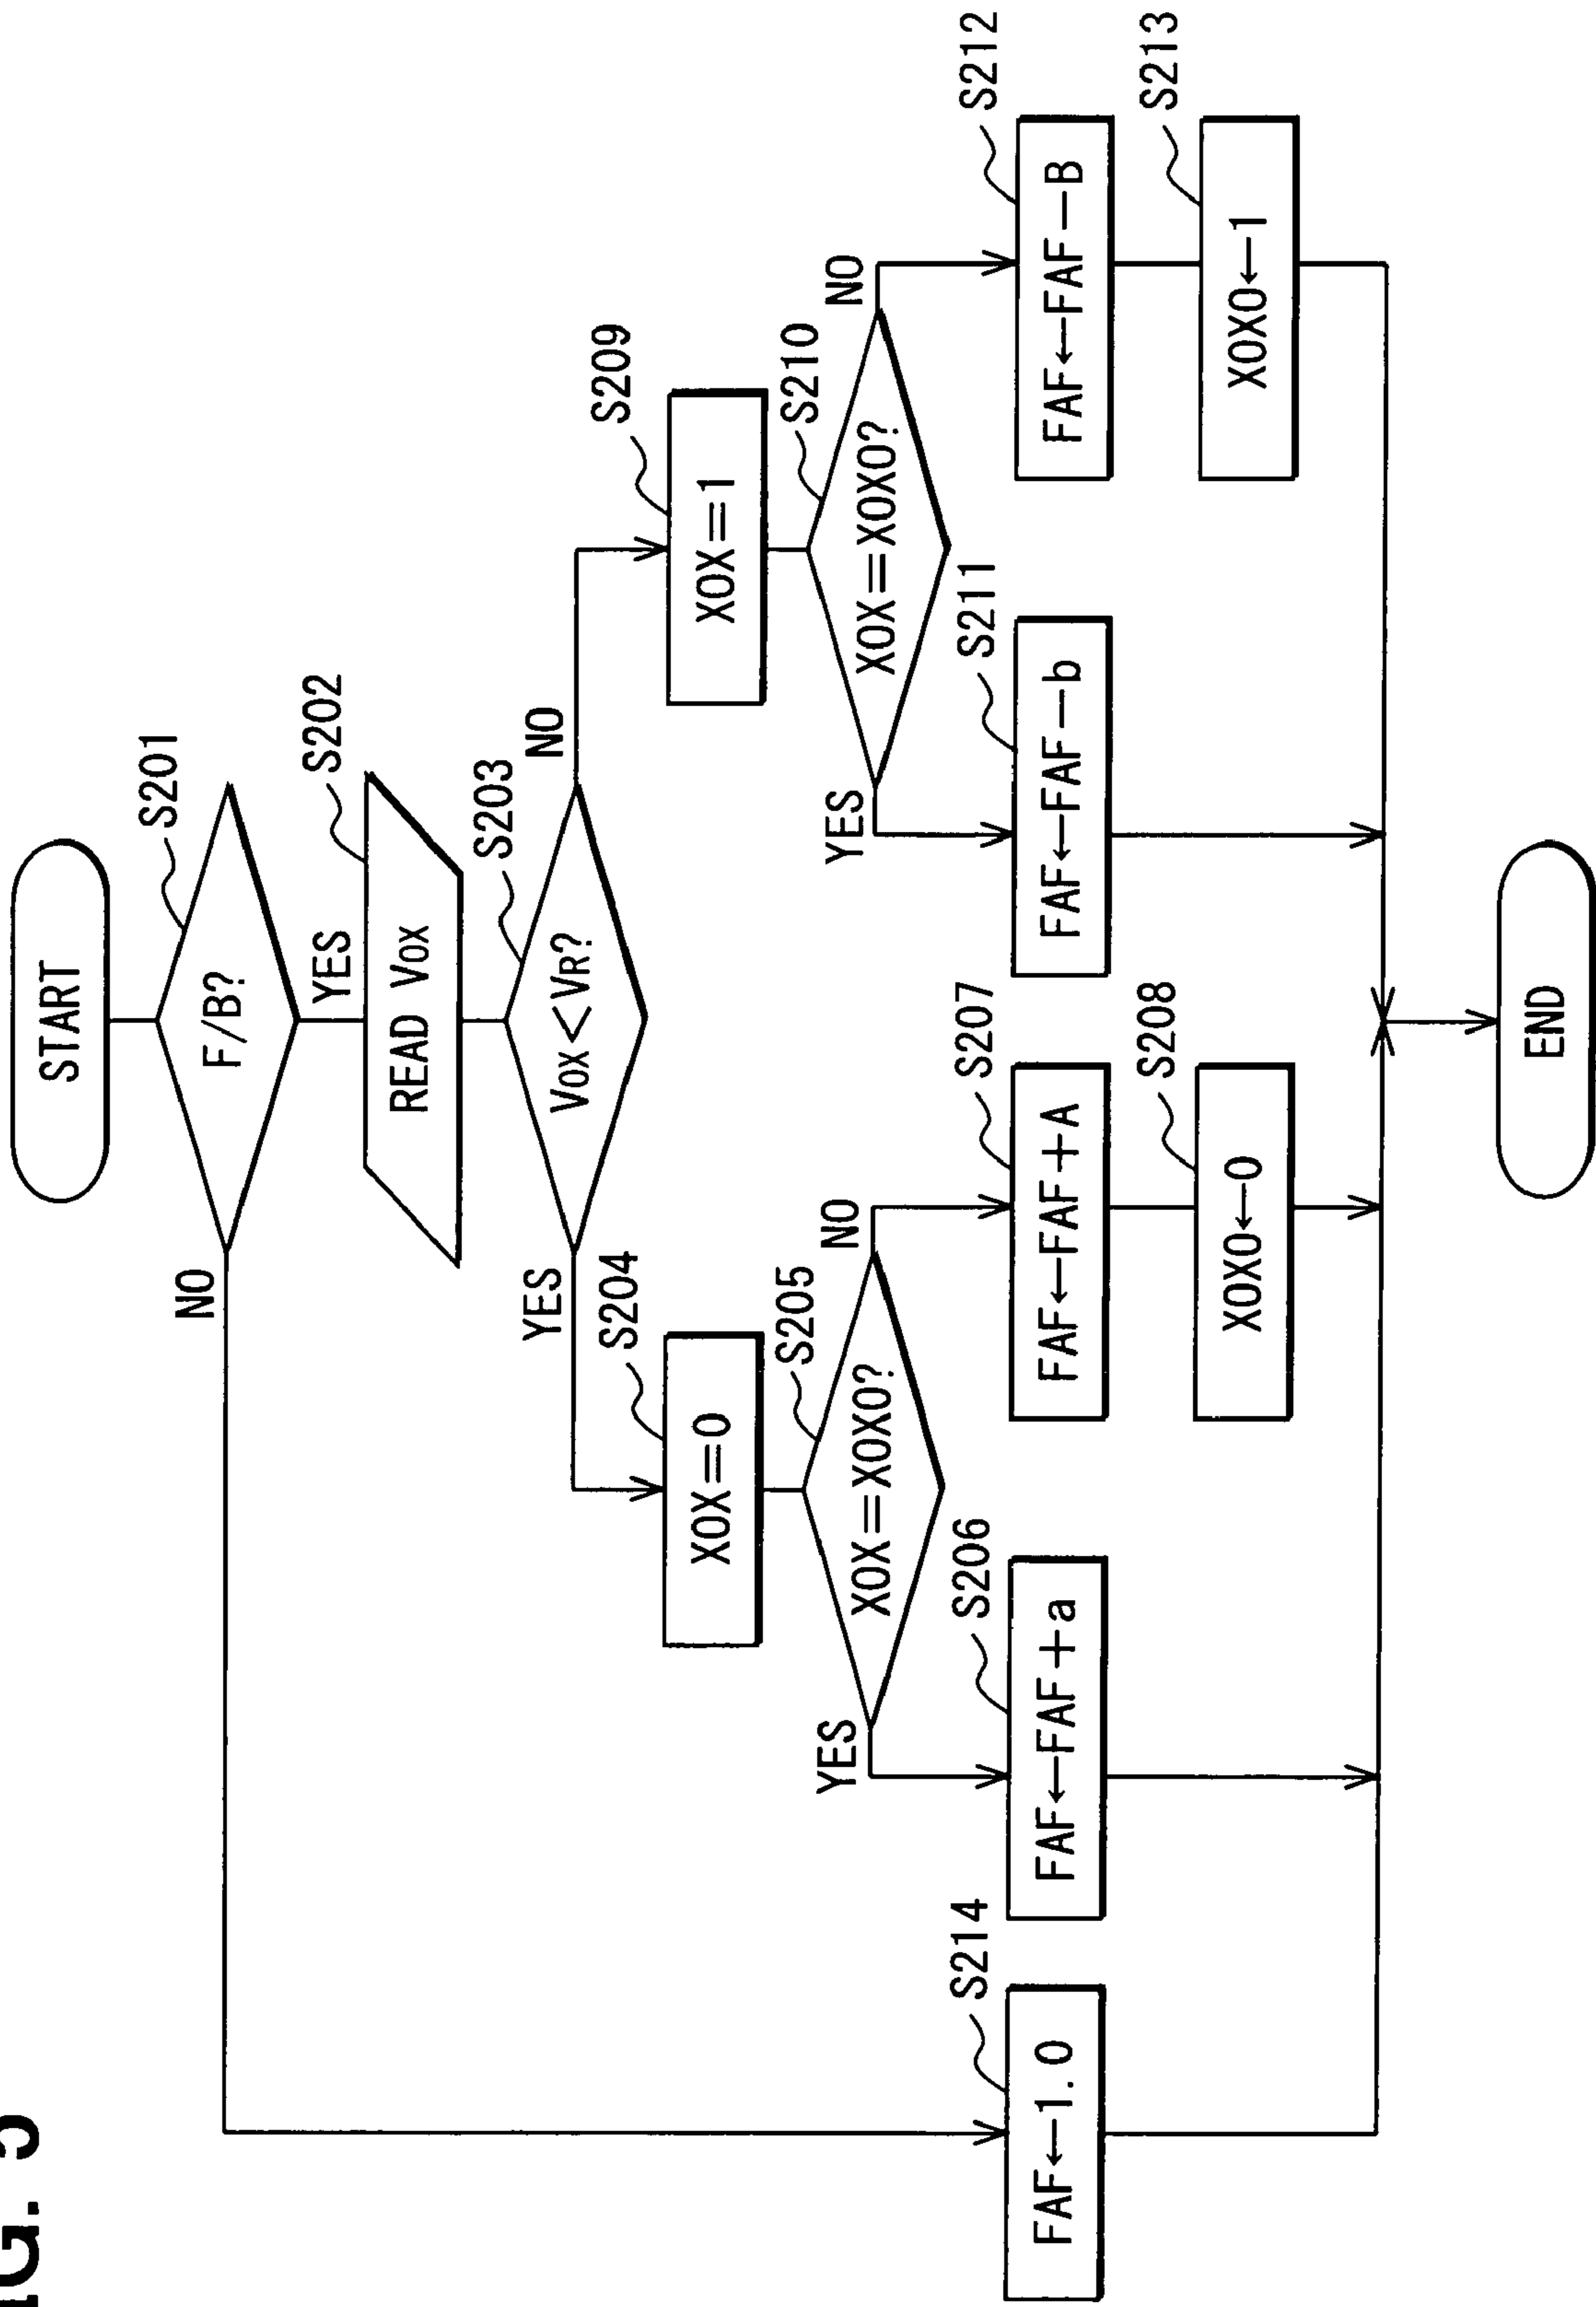 START
S201
F/B?
NO
YES
S202
READ VOX
S203
VOX<VR?
YES
NO
S204
XOX=0
S209
XOX=1
S205
XOX=XOXO?
YES
NO
S210
XOX=XOXO?
YES
NO
S214
FAF←1.0
S206
FAF←FAF+a
S207
FAF←FAF+A
S211
FAF←FAF−b
S212
FAF←FAF−B
S208
XOXO←0
S213
XOXO←1
END